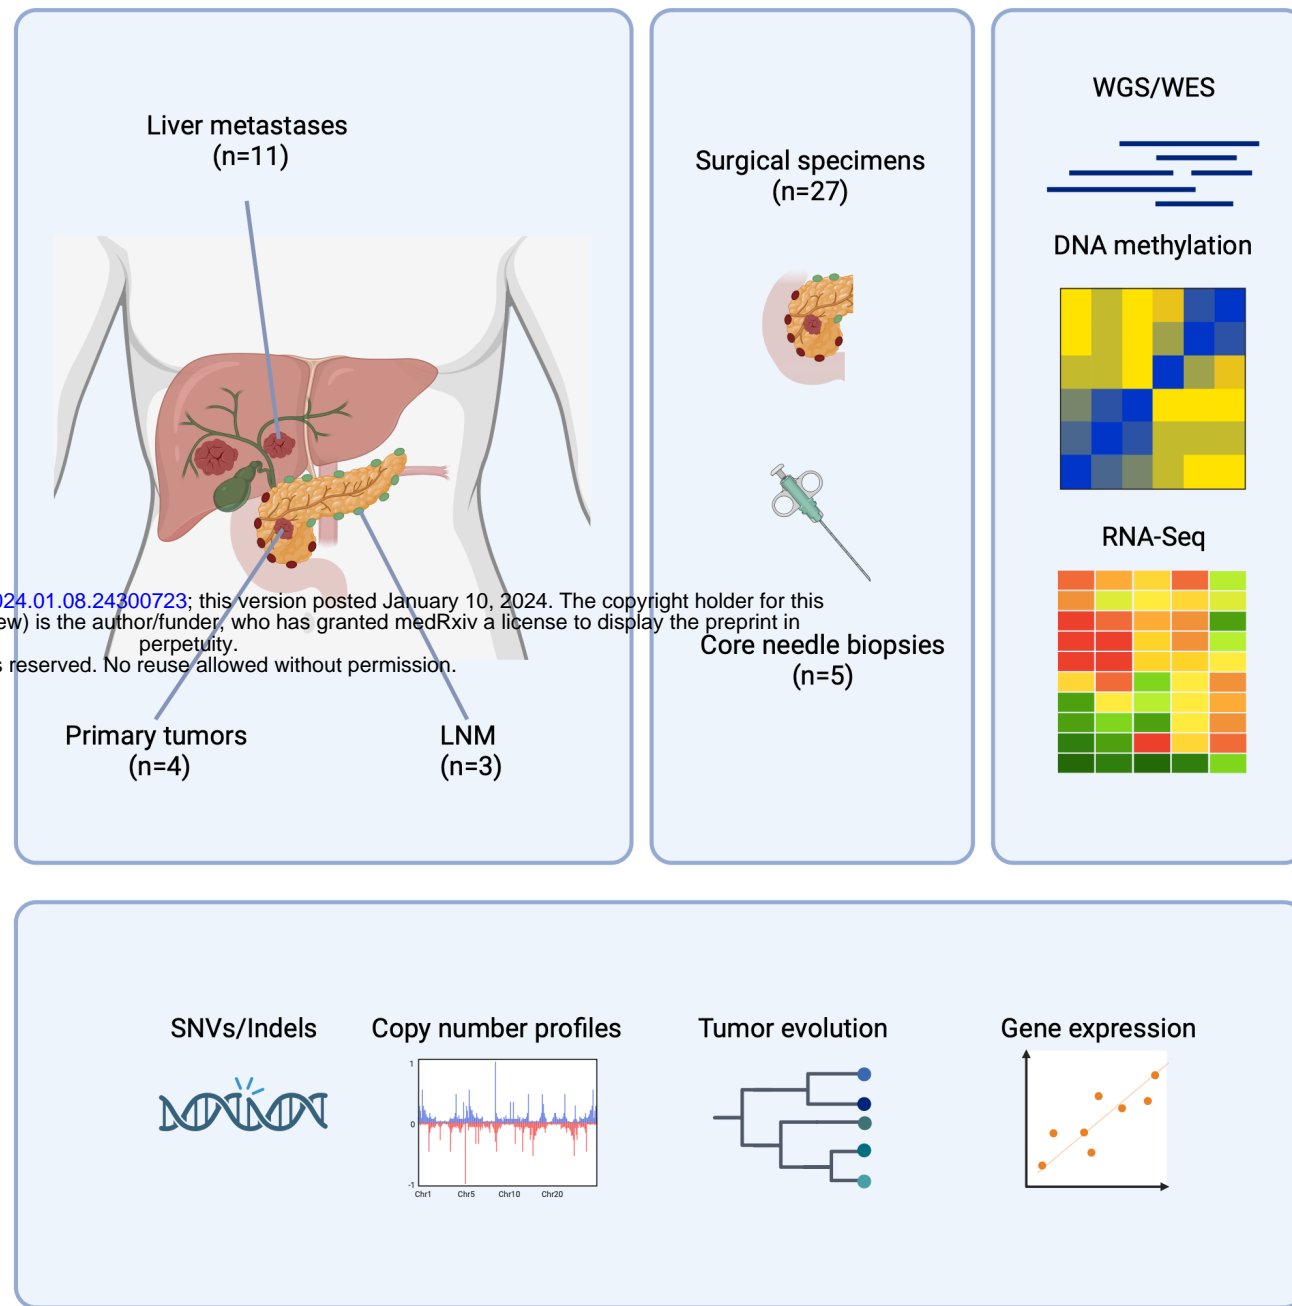 Liver metastases
(n=11)
024.01.08.24300723; this version posted January 10, 2024. The copyright holder for this
ew) is the author/funder, who has granted medRxiv a license to display the preprint in
perpetuity.
s reserved. No reuse allowed without permission.
Primary tumors
(n=4)
LNM
(n=3)
Surgical specimens
(n=27)
Core needle biopsies
(n=5)
WGS/WES
DNA methylation
RNA-Seq
SNVs/Indels
Copy number profiles
1
0
-1
Chr1 Chr5 Chr10 Chr20
Tumor evolution
Gene expression